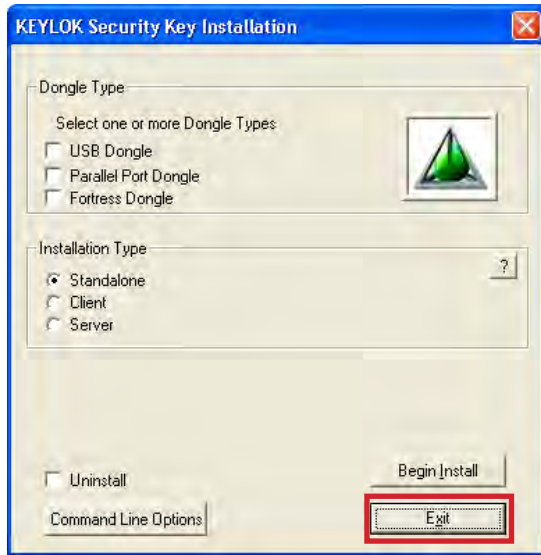 KEYLOK Security Key Installation
Dongle Type
Select one or more Dongle Types
USB Dongle
Parallel Port Dongle
Fortress Dongle
Installation Type
?
Standalone
Client
Server
Uninstall
Begin Install
Command Line Options
Exit